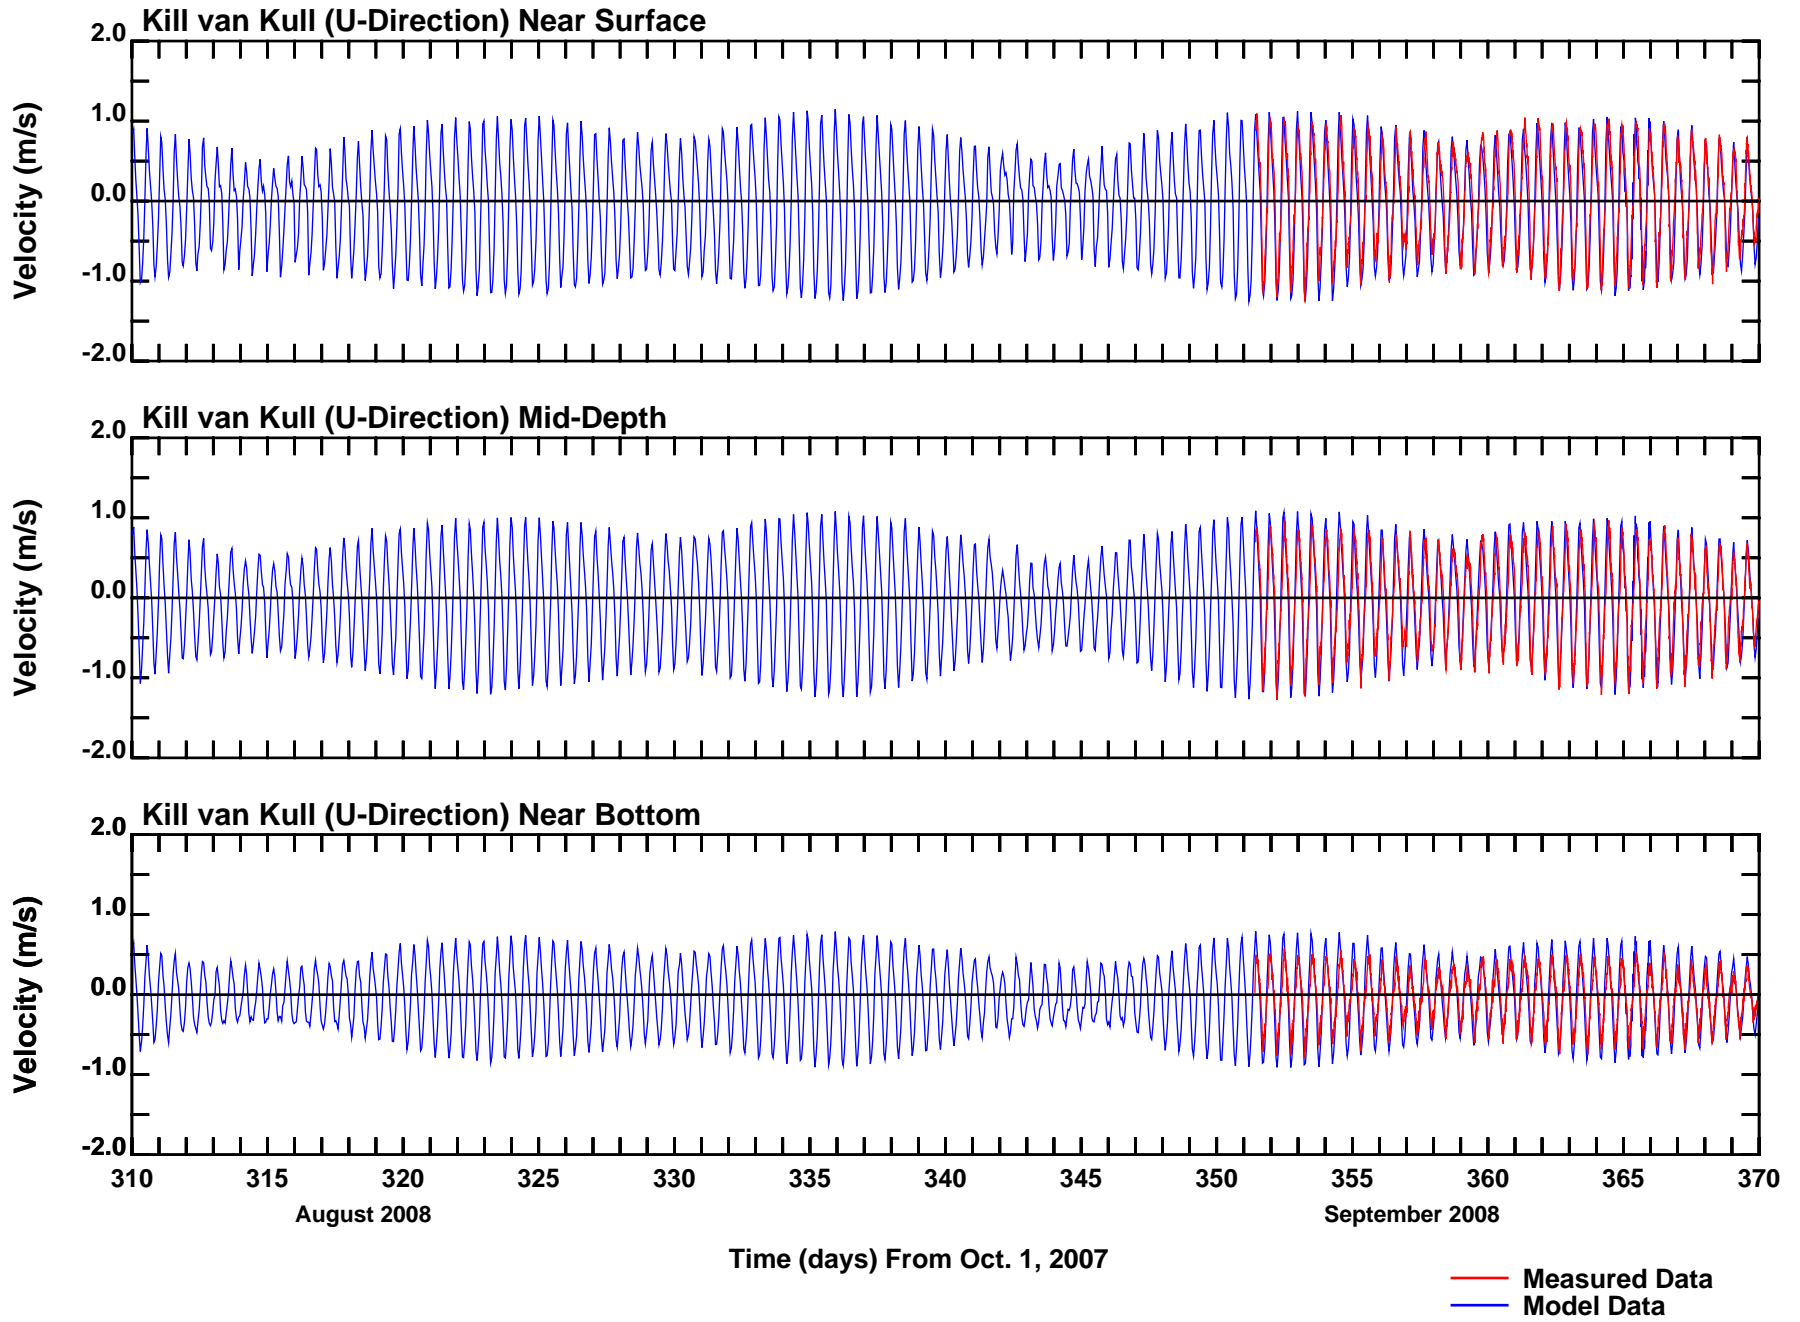 Kill van Kull (U-Direction) Near Surface
2.0
1.0
0.0
-1.0
-2.0
Velocity (m/s)
Kill van Kull (U-Direction) Mid-Depth
2.0
1.0
0.0
-1.0
-2.0
Velocity (m/s)
Kill van Kull (U-Direction) Near Bottom
2.0
1.0
0.0
-1.0
-2.0
Velocity (m/s)
310 315 320 325 330 335 340 345 350 355 360 365 370
August 2008 September 2008
Time (days) From Oct. 1, 2007
Measured Data
Model Data